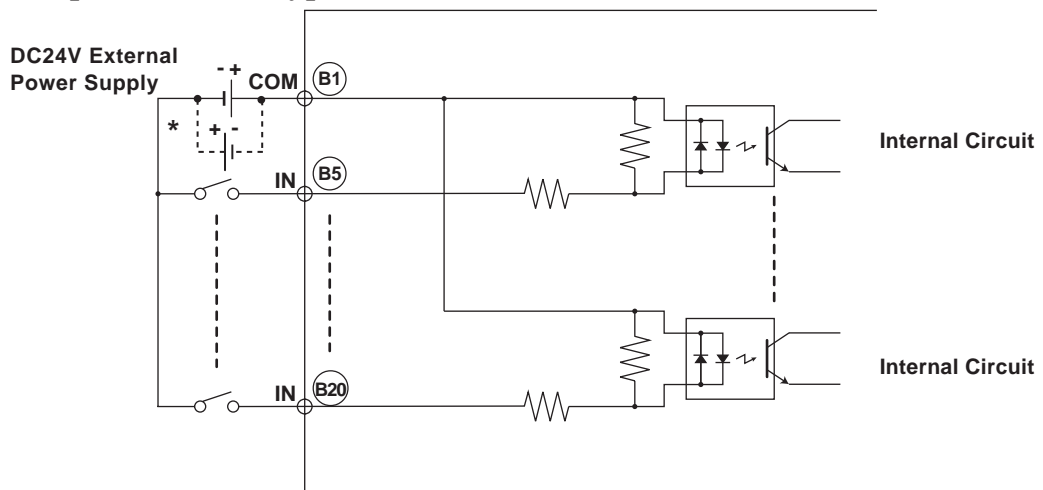 DC24V External
Power Supply
- +
COM
B1
*
+ -
IN
B5
Internal Circuit
IN
B20
Internal Circuit